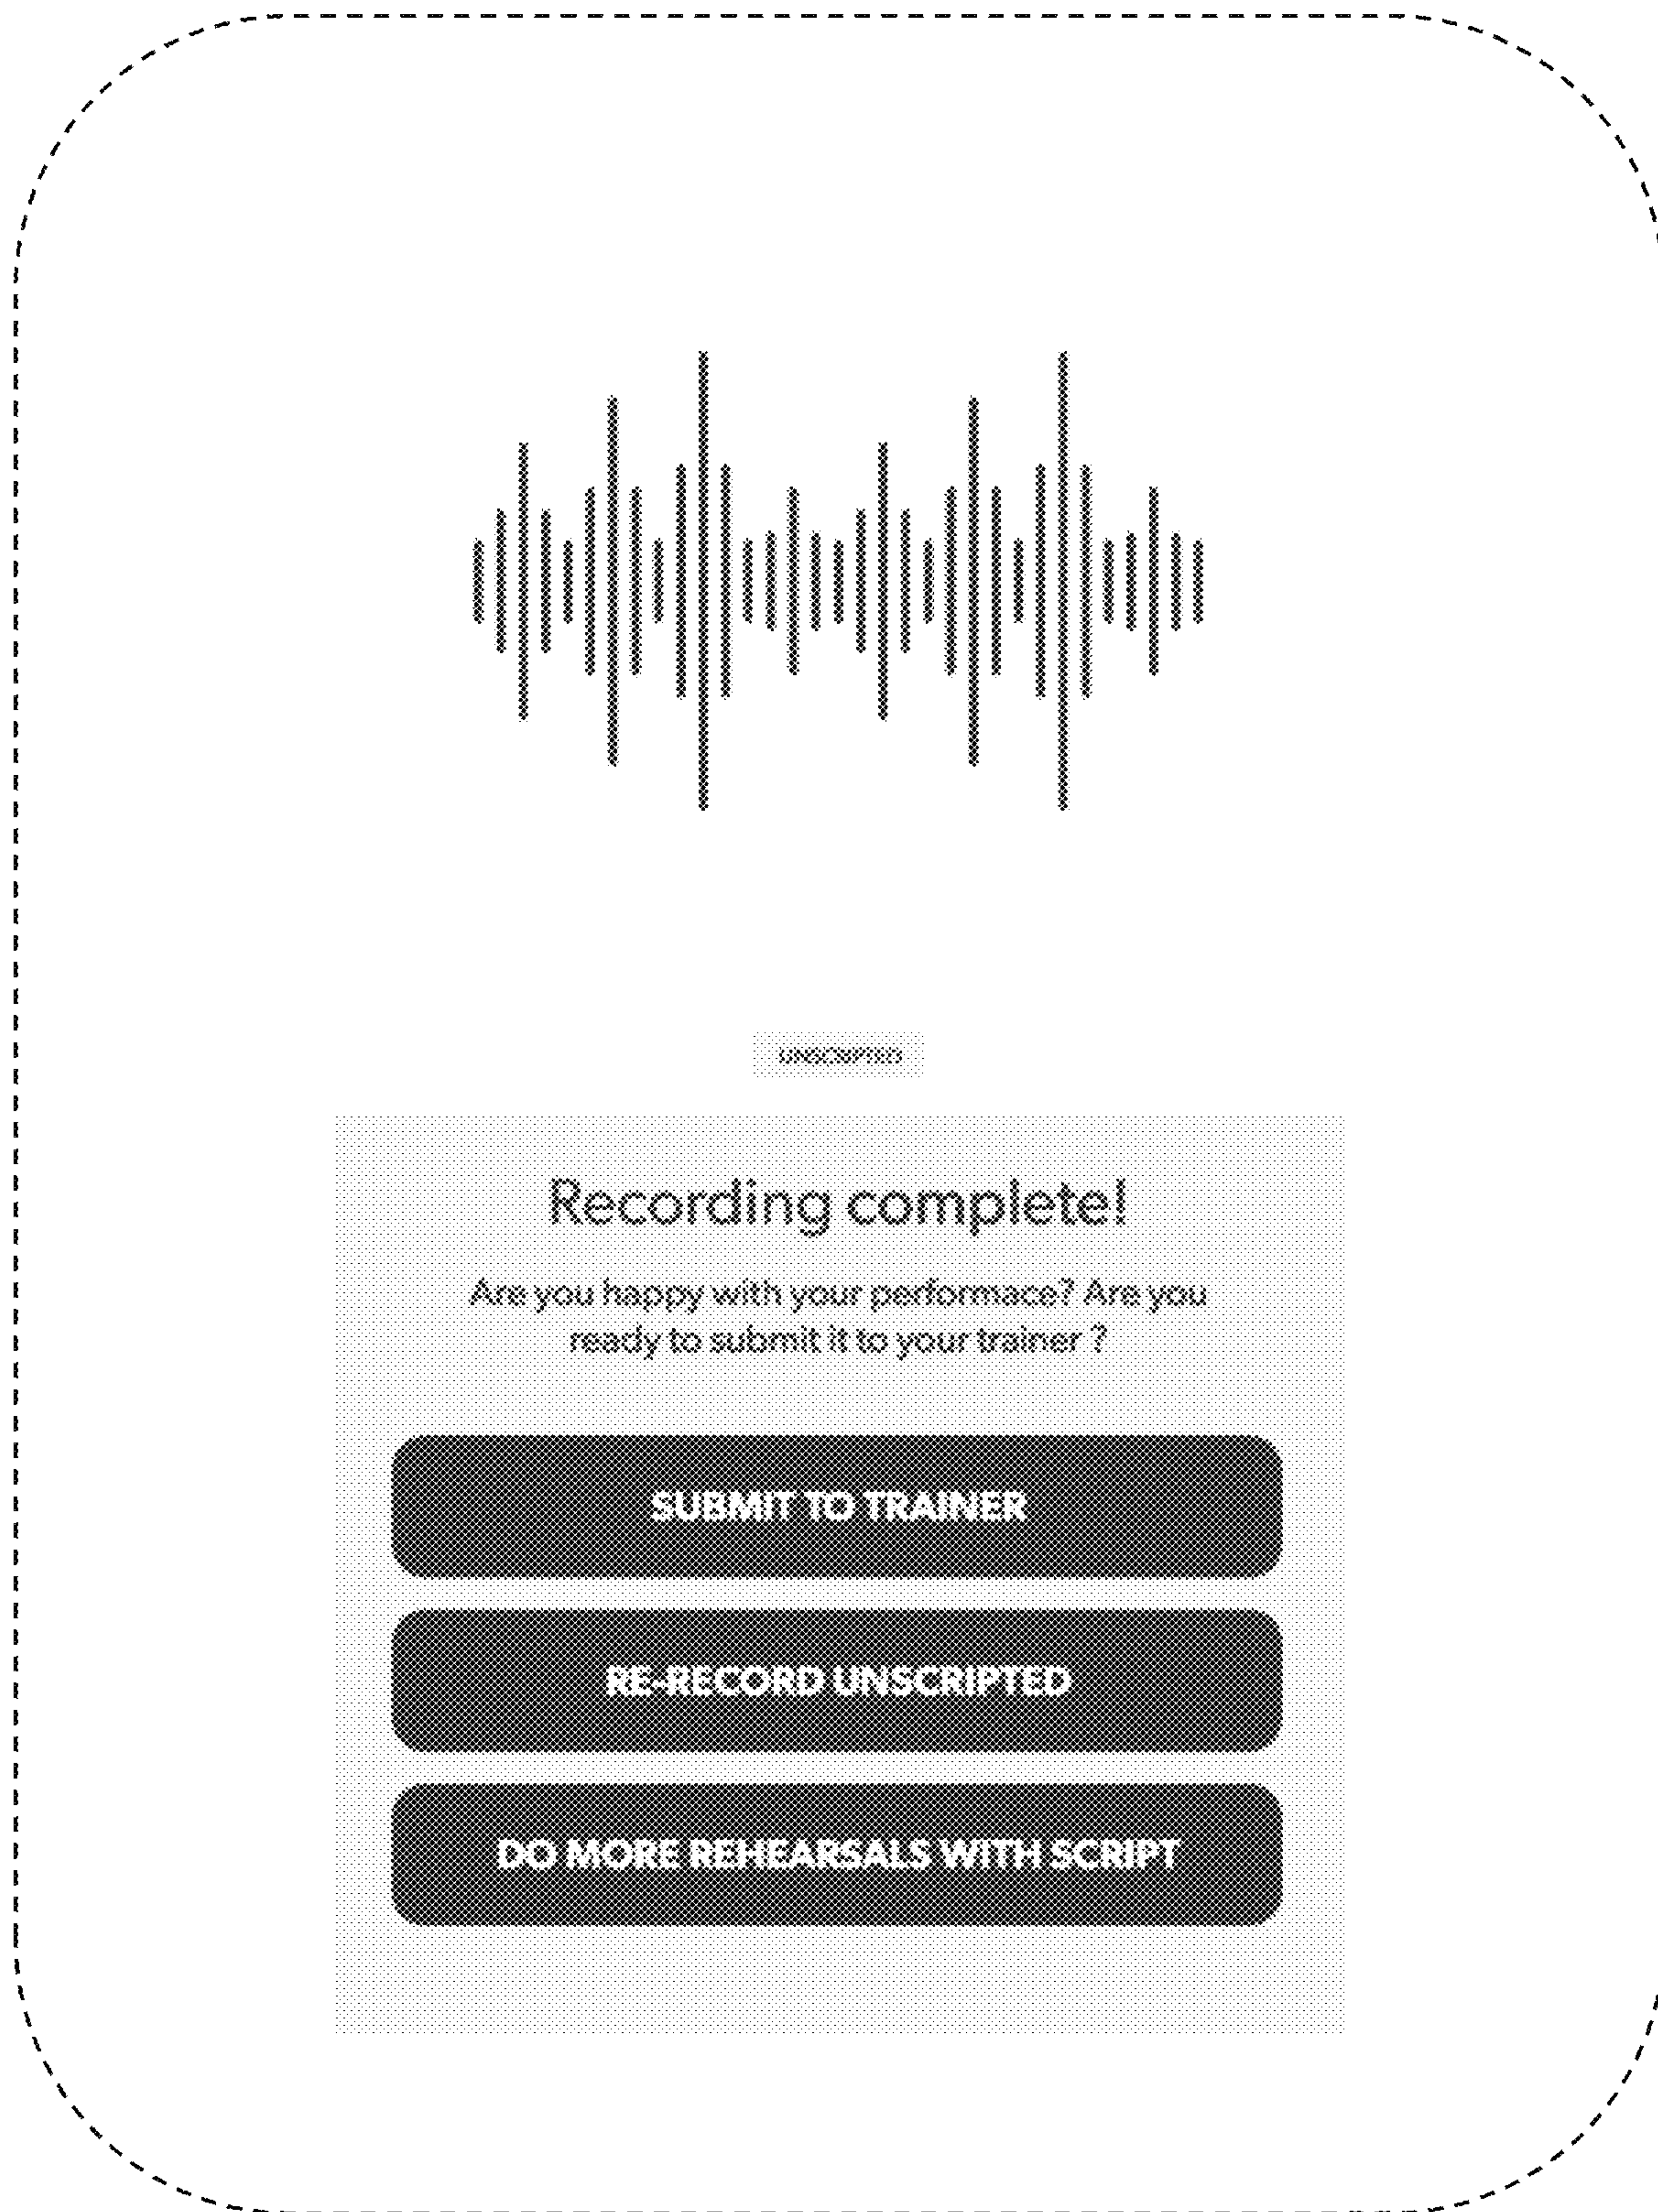 UNSCRIPTED
Recording complete!
Are you happy with your performace? Are you
ready to submit it to your trainer ?
SUBMIT TO TRAINER
RE-RECORD UNSCRIPTED
DO MORE REHEARSALS WITH SCRIPT